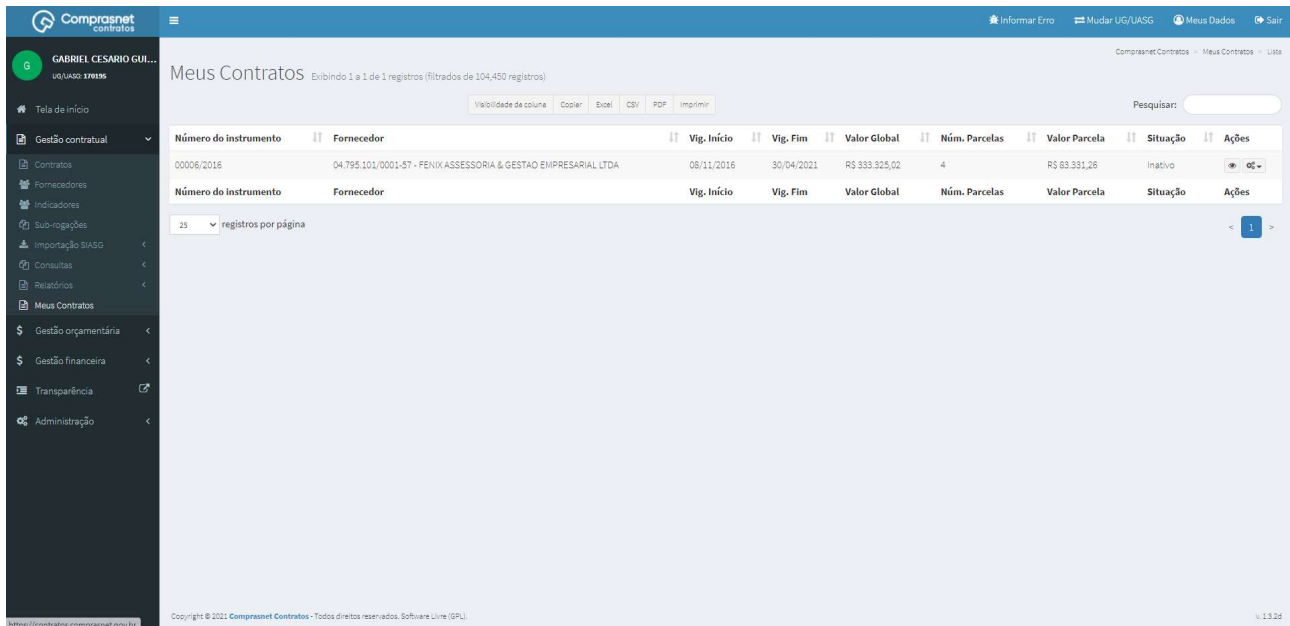 Comprasnet
contratos
Informar Erro Mudar UG/UASG Meus Dados Sair
G
GABRIEL CESARIO GUI...
UG/UASG: 170195
Tela de início
Gestão contratual
Contratos
Fornecedores
Indicadores
Sub-rogações
Importação SIASG
Consultas
Relatórios
Meus Contratos
Gestão orçamentária
Gestão financeira
Transparência
Administração
https://contratos.comprasnet.gov.br
Comprasnet Contratos > Meus Contratos > Lista
Meus Contratos Exibindo 1 a 1 de 1 registros (filtrados de 104,450 registros)
Visibilidade da coluna Copiar Excel CSV PDF Imprimir
Pesquisar:
Número do instrumento Fornecedor Vig. Início Vig. Fim Valor Global Núm. Parcelas Valor Parcela Situação Ações
00006/2016 04.795.101/0001-57 - FENIX ASSESSORIA & GESTAO EMPRESARIAL LTDA 08/11/2016 30/04/2021 R$ 333.325,02 4 R$ 83.331,26 Inativo
Número do instrumento Fornecedor Vig. Início Vig. Fim Valor Global Núm. Parcelas Valor Parcela Situação Ações
25 registros por página
< 1 >
Copyright © 2021 Comprasnet Contratos - Todos direitos reservados. Software Livre (GPL).
v. 1.3.2d